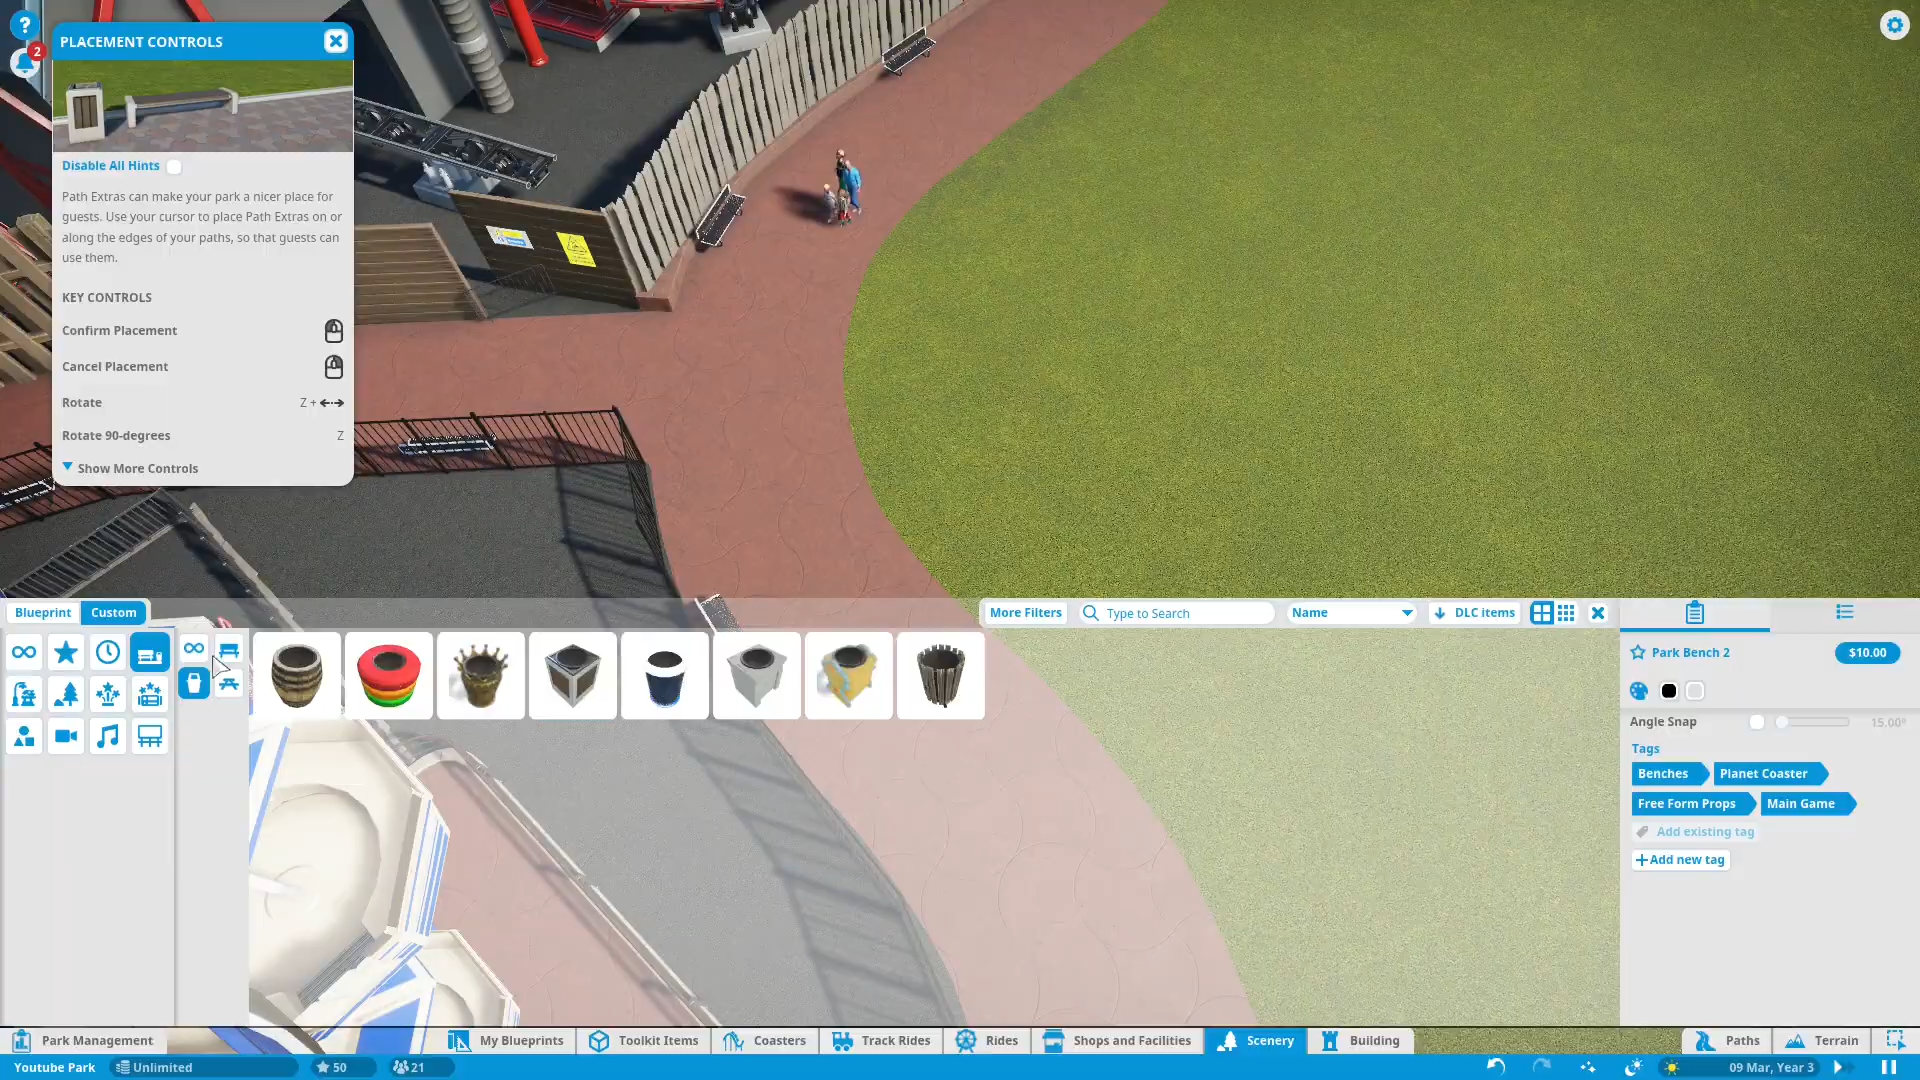 ?
2
PLACEMENT CONTROLS
Disable All Hints
Path Extras can make your park a nicer place for
guests. Use your cursor to place Path Extras on or
along the edges of your paths, so that guests can
use them.
KEY CONTROLS
Confirm Placement
Cancel Placement
Rotate Z +
Rotate 90-degrees Z
Show More Controls
Blueprint Custom
More Filters Type to Search Name DLC items
Park Bench 2 $10.00
Angle Snap 15.00°
Tags
Benches Planet Coaster
Free Form Props Main Game
Add existing tag
+Add new tag
Park Management My Blueprints Toolkit Items Coasters Track Rides Rides Shops and Facilities Scenery Building Paths Terrain
Youtube Park Unlimited 50 21 09 Mar, Year 3